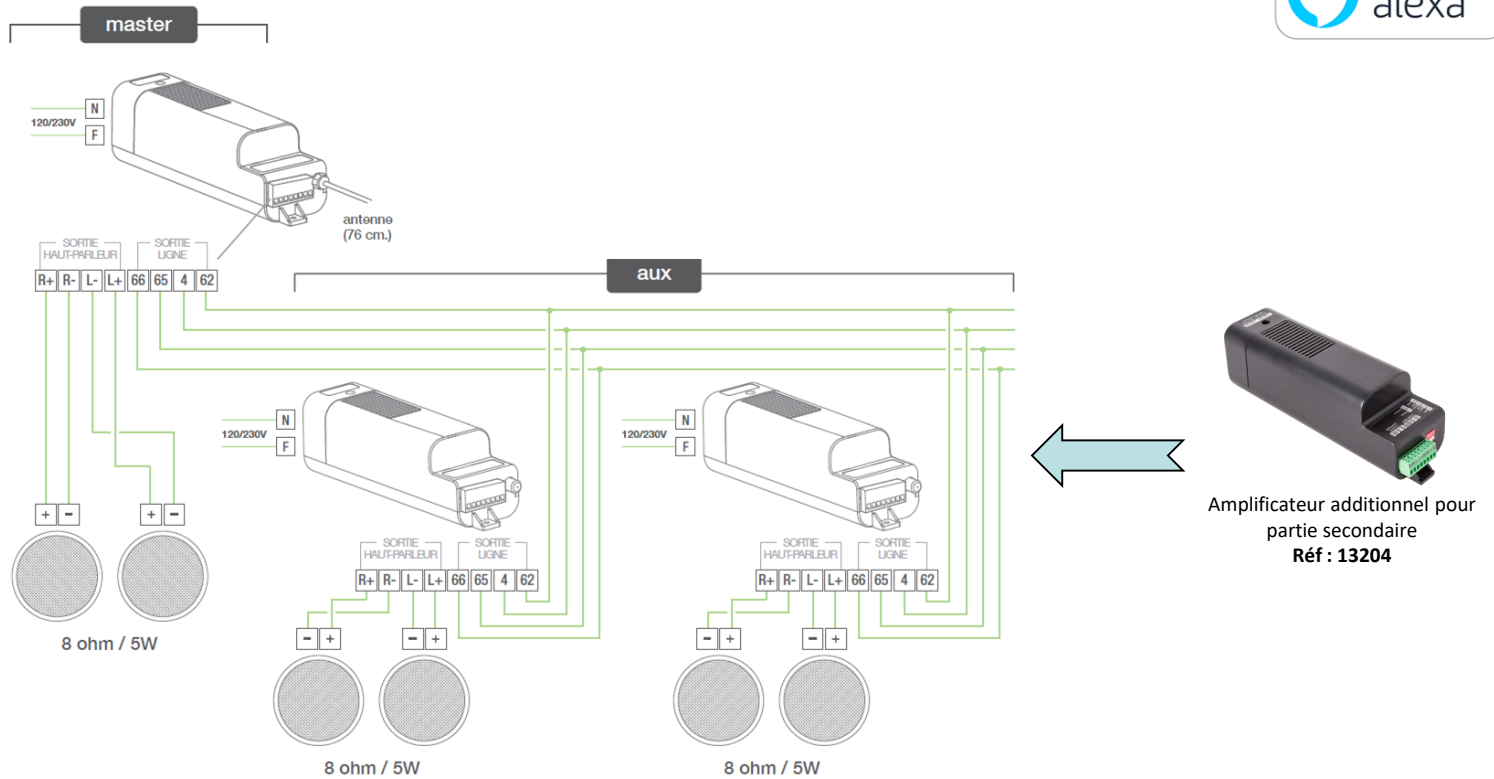 alexa
master
N
120/230V
F
antenne
(76 cm.)
SORTIE
HAUT-PARLEUR
SORTIE
LIGNE
R+ R- L- L+ 66 65 4 62
aux
+ -
+ -
8 ohm / 5W
N
120/230V
F
SORTIE
HAUT-PARLEUR
SORTIE
LIGNE
R+ R- L- L+ 66 65 4 62
- +
- +
8 ohm / 5W
N
120/230V
F
SORTIE
HAUT-PARLEUR
SORTIE
LIGNE
R+ R- L- L+ 66 65 4 62
- +
- +
8 ohm / 5W
Amplificateur additionnel pour
partie secondaire
Réf : 13204